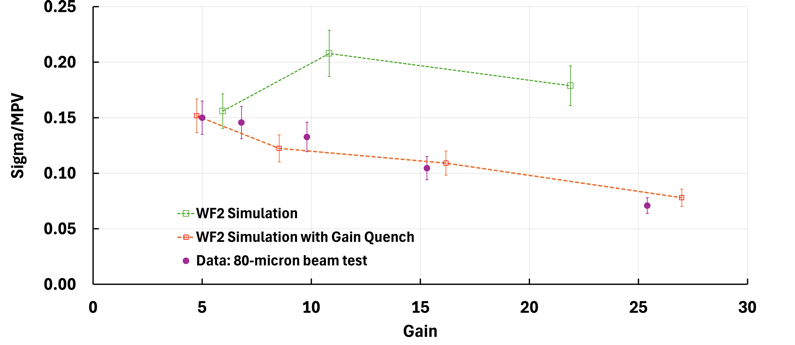 0.25
0.20
0.15
0.10
0.05
0.00
Sigma/MPV
WF2 Simulation
WF2 Simulation with Gain Quench
Data: 80-micron beam test
0 5 10 15 20 25 30
Gain